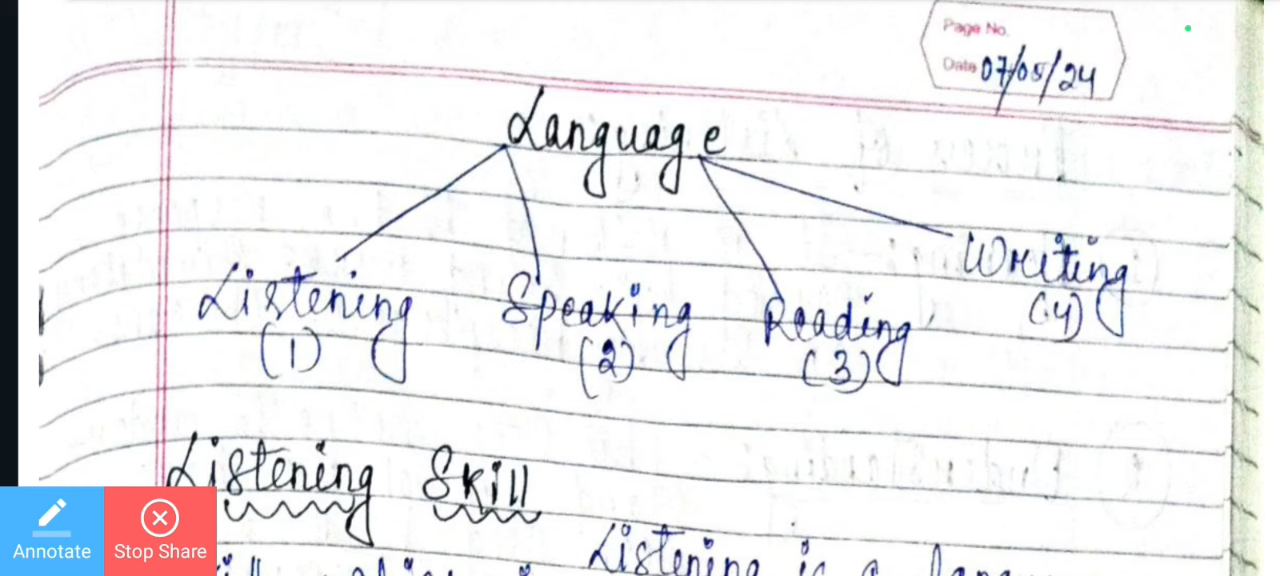 Page No.
Date 07/05/24
Language
Listening Speaking Reading Writing
(1) (2) (3) (4)
Listening Skill
Listening is a
Annotate Stop Share